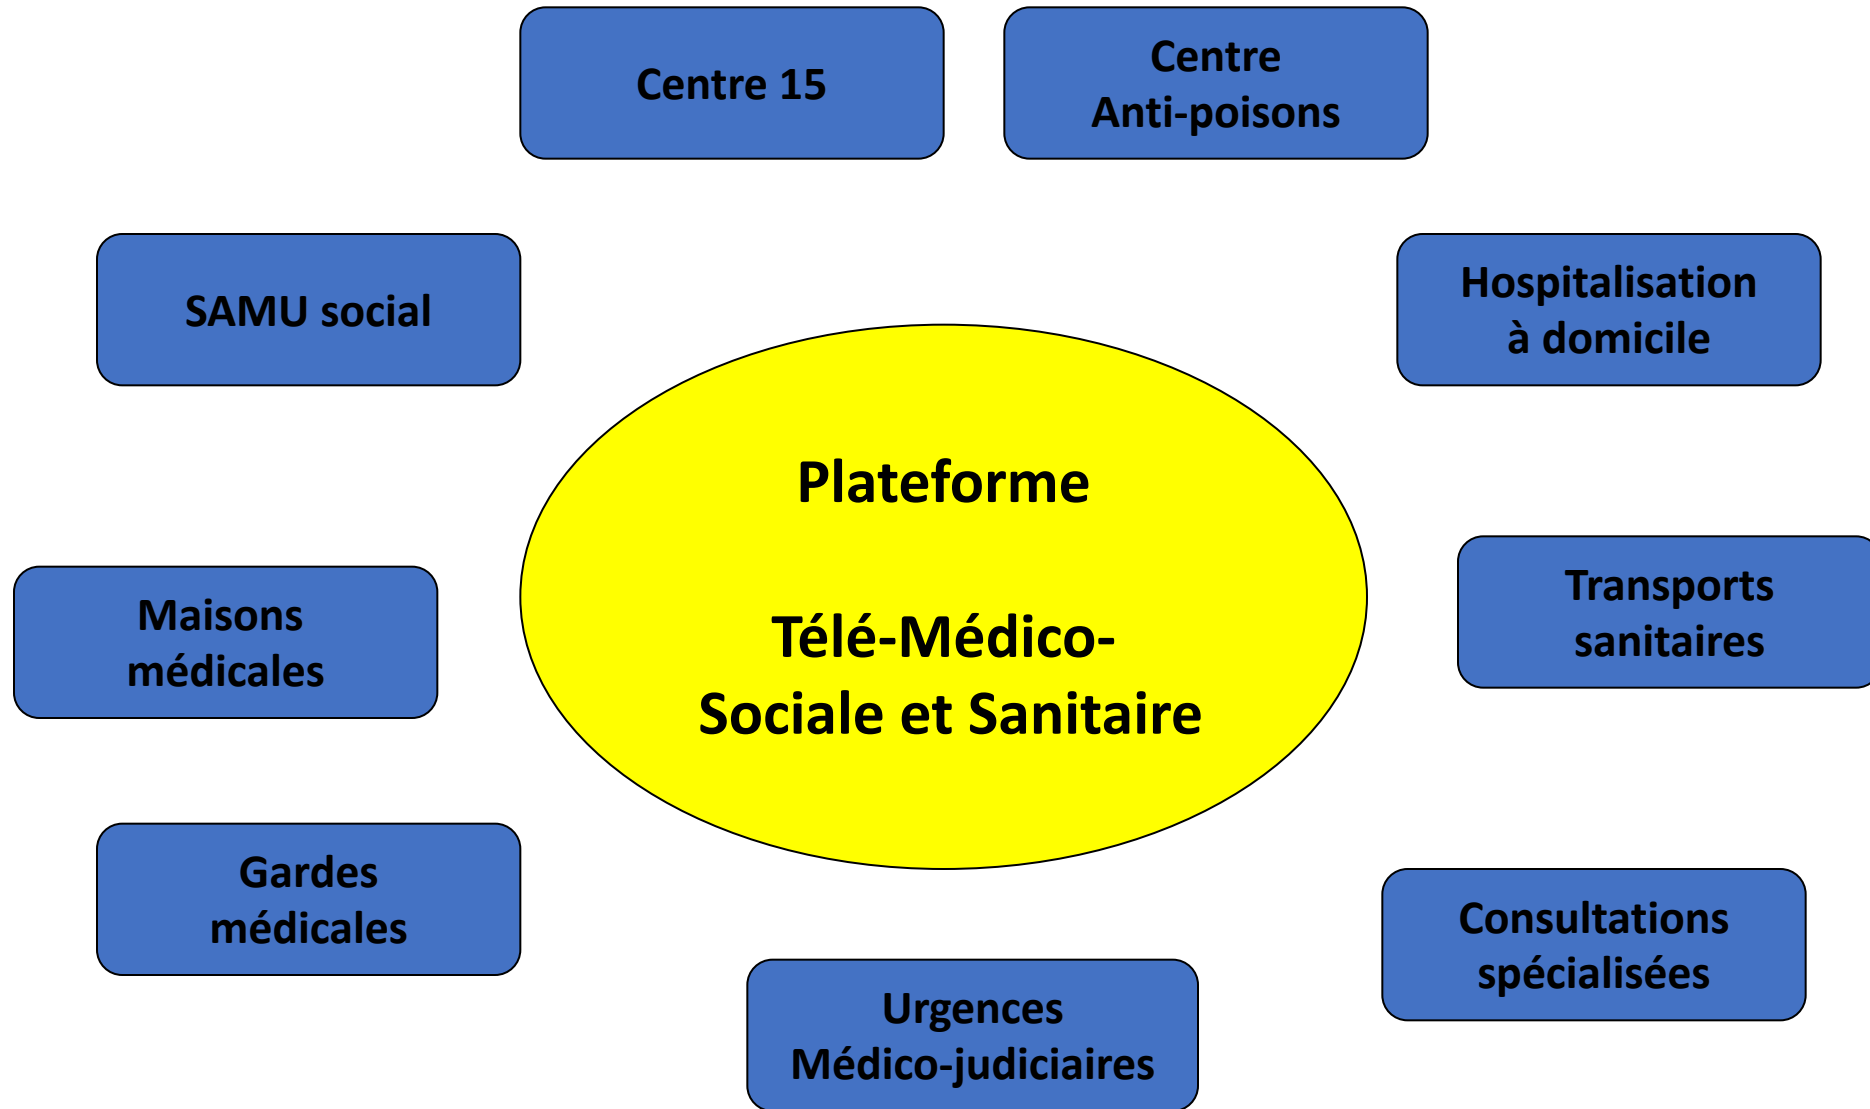 Centre 15
Centre
Anti-poisons
SAMU social
Hospitalisation
à domicile
Plateforme
Télé-Médico-
Sociale et Sanitaire
Maisons
médicales
Transports
sanitaires
Gardes
médicales
Consultations
spécialisées
Urgences
Médico-judiciaires